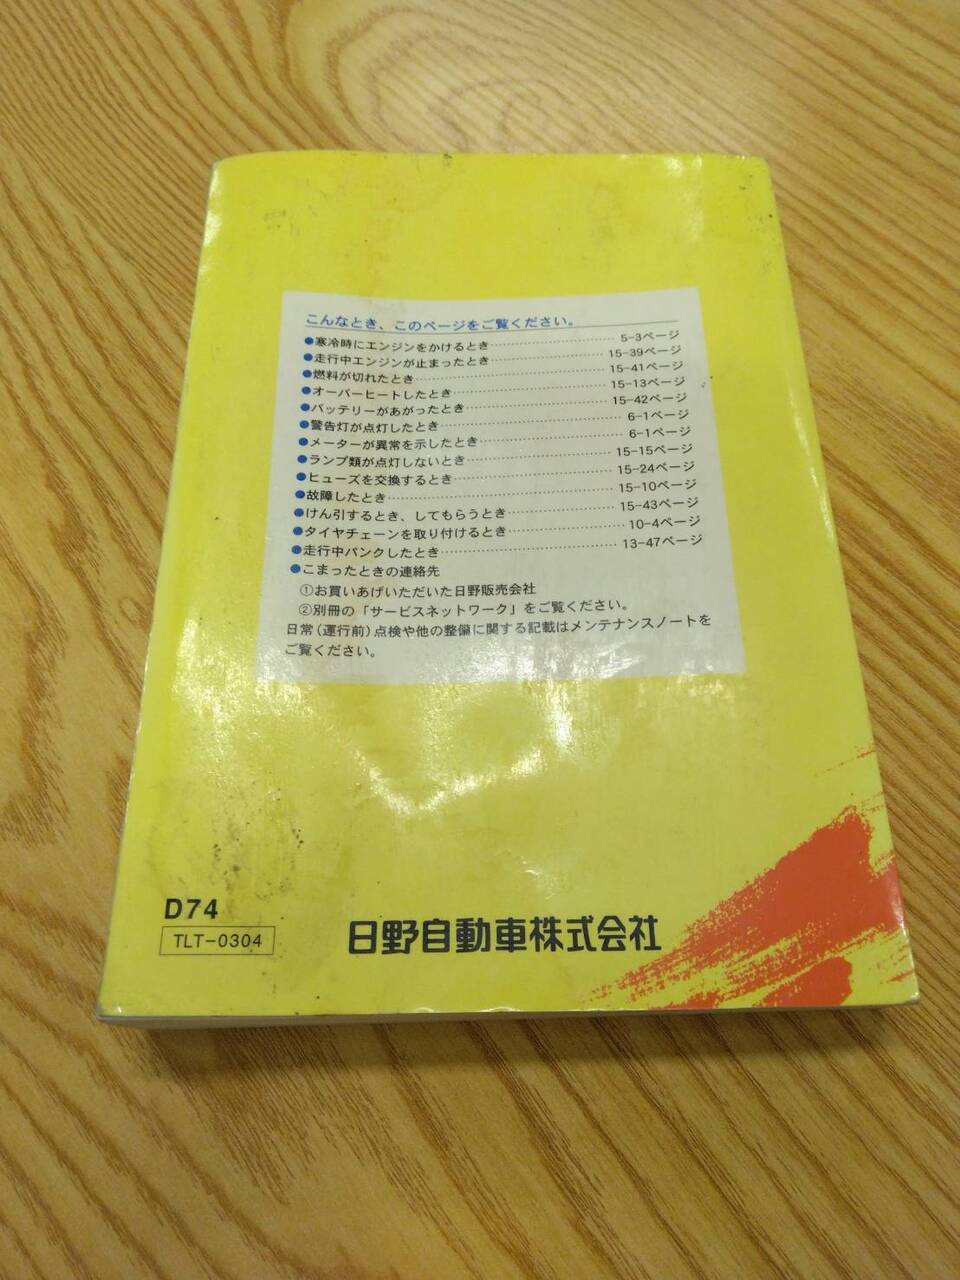 こんなとき、このページをご覧ください。
●寒冷時にエンジンをかけるとき…………5-3ページ
●走行中エンジンが止まったとき…………15-39ページ
●燃料が切れたとき…………15-41ページ
●オーバーヒートしたとき…………15-13ページ
●バッテリーがあがったとき…………15-42ページ
●警告灯が点灯したとき…………6-1ページ
●メーターが異常を示したとき…………6-1ページ
●ランプ類が点灯しないとき…………15-15ページ
●ヒューズを交換するとき…………15-24ページ
●故障したとき…………15-10ページ
●けん引するとき、してもらうとき…………15-43ページ
●タイヤチェーンを取り付けるとき…………10-4ページ
●走行中パンクしたとき…………13-47ページ
●こまったときの連絡先
①お買いあげいただいた日野販売会社
②別冊の「サービスネットワーク」をご覧ください。
日常(運行前)点検や他の整備に関する記載はメンテナンスノートを
ご覧ください。
D74
TLT-0304
日野自動車株式会社